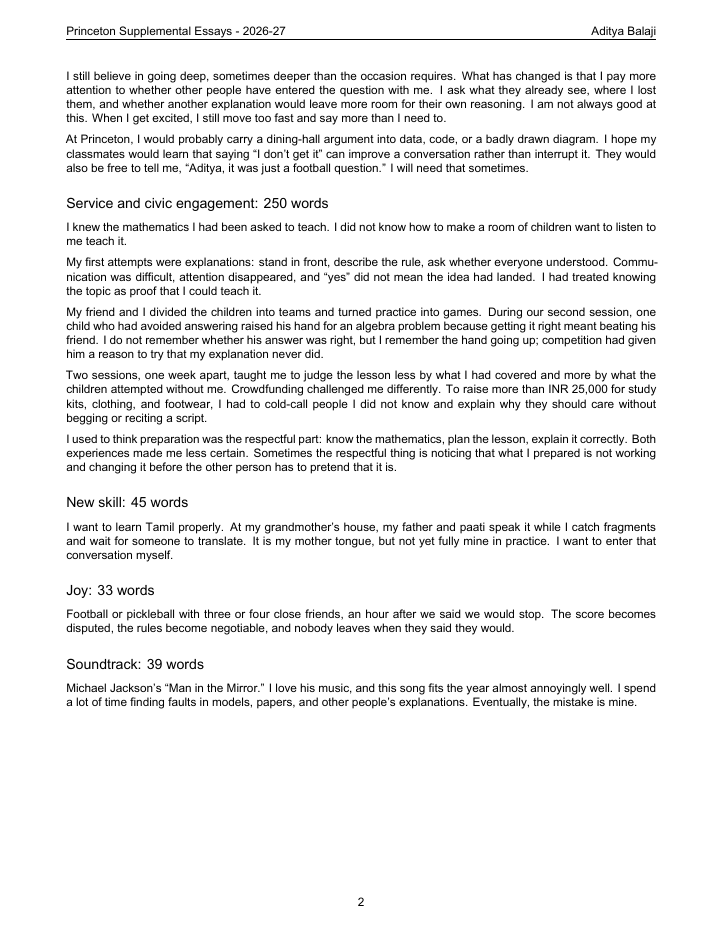 Princeton Supplemental Essays - 2026-27 Aditya Balaji
I still believe in going deep, sometimes deeper than the occasion requires. What has changed is that I pay more
attention to whether other people have entered the question with me. I ask what they already see, where I lost
them, and whether another explanation would leave more room for their own reasoning. I am not always good at
this. When I get excited, I still move too fast and say more than I need to.
At Princeton, I would probably carry a dining-hall argument into data, code, or a badly drawn diagram. I hope my
classmates would learn that saying “I don’t get it” can improve a conversation rather than interrupt it. They would
also be free to tell me, “Aditya, it was just a football question.” I will need that sometimes.
Service and civic engagement: 250 words
I knew the mathematics I had been asked to teach. I did not know how to make a room of children want to listen to
me teach it.
My first attempts were explanations: stand in front, describe the rule, ask whether everyone understood. Commu-
nication was difficult, attention disappeared, and “yes” did not mean the idea had landed. I had treated knowing
the topic as proof that I could teach it.
My friend and I divided the children into teams and turned practice into games. During our second session, one
child who had avoided answering raised his hand for an algebra problem because getting it right meant beating his
friend. I do not remember whether his answer was right, but I remember the hand going up; competition had given
him a reason to try that my explanation never did.
Two sessions, one week apart, taught me to judge the lesson less by what I had covered and more by what the
children attempted without me. Crowdfunding challenged me differently. To raise more than INR 25,000 for study
kits, clothing, and footwear, I had to cold-call people I did not know and explain why they should care without
begging or reciting a script.
I used to think preparation was the respectful part: know the mathematics, plan the lesson, explain it correctly. Both
experiences made me less certain. Sometimes the respectful thing is noticing that what I prepared is not working
and changing it before the other person has to pretend that it is.
New skill: 45 words
I want to learn Tamil properly. At my grandmother’s house, my father and paati speak it while I catch fragments
and wait for someone to translate. It is my mother tongue, but not yet fully mine in practice. I want to enter that
conversation myself.
Joy: 33 words
Football or pickleball with three or four close friends, an hour after we said we would stop. The score becomes
disputed, the rules become negotiable, and nobody leaves when they said they would.
Soundtrack: 39 words
Michael Jackson’s “Man in the Mirror.” I love his music, and this song fits the year almost annoyingly well. I spend
a lot of time finding faults in models, papers, and other people’s explanations. Eventually, the mistake is mine.
2